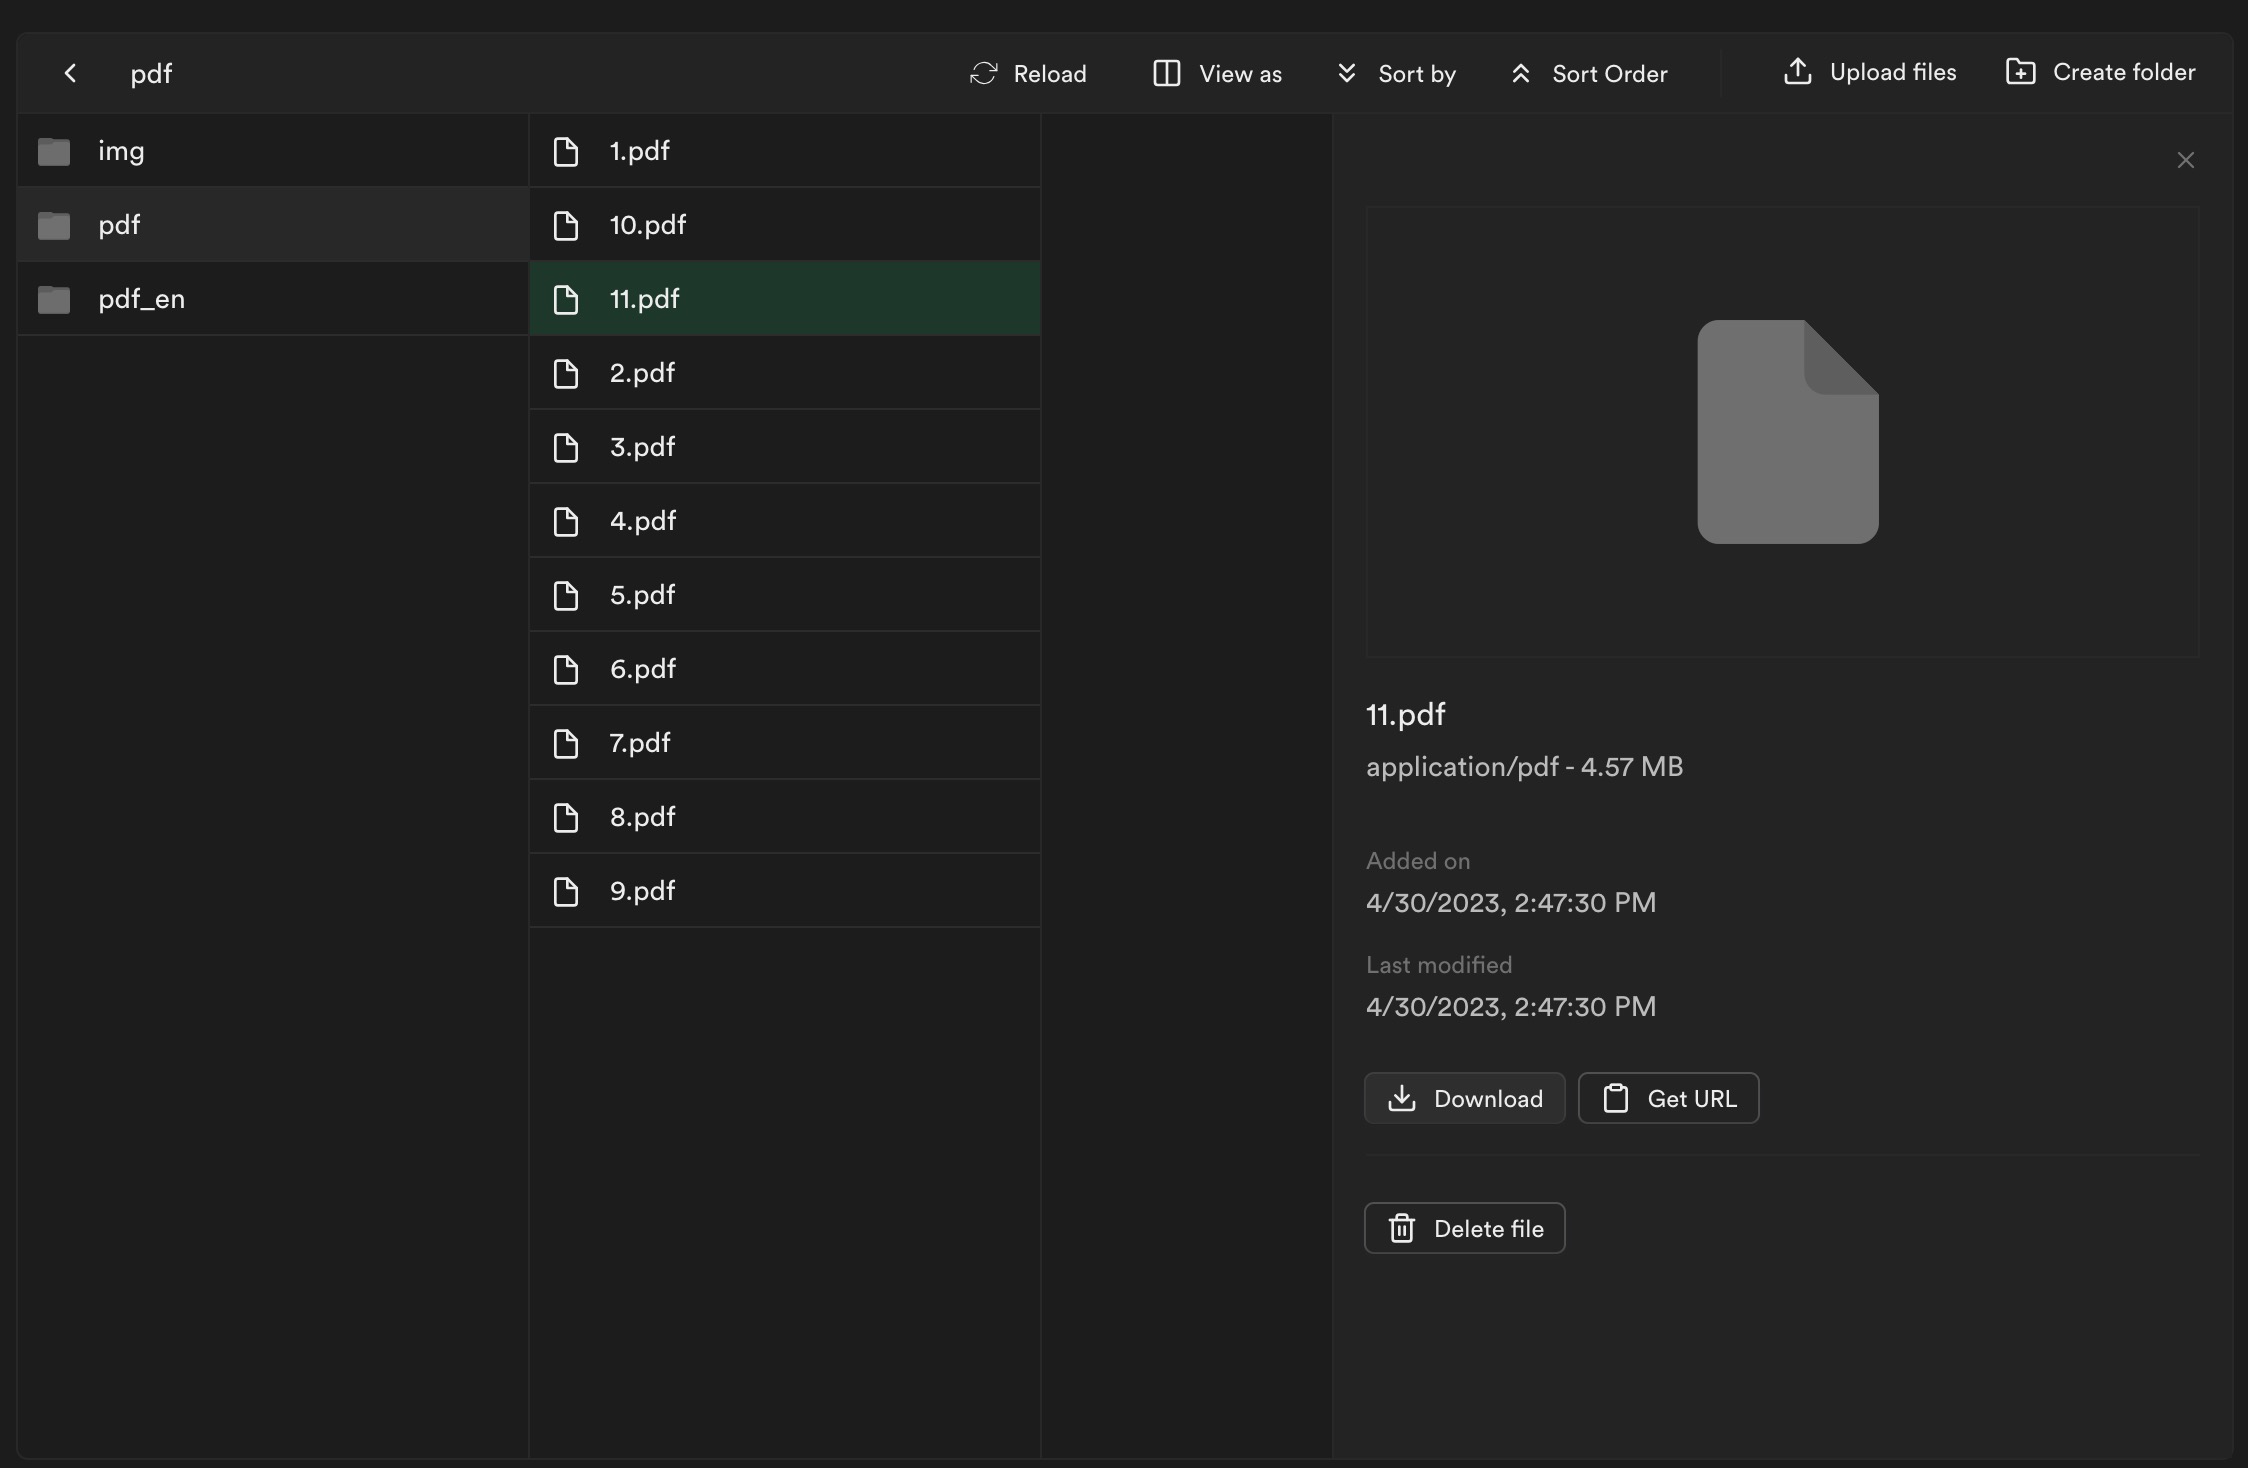 pdf
Reload
View as
Sort by
Sort Order
Upload files
Create folder
img
pdf
pdf_en
1.pdf
10.pdf
11.pdf
2.pdf
3.pdf
4.pdf
5.pdf
6.pdf
7.pdf
8.pdf
9.pdf
11.pdf
application/pdf - 4.57 MB
Added on
4/30/2023, 2:47:30 PM
Last modified
4/30/2023, 2:47:30 PM
Download
Get URL
Delete file